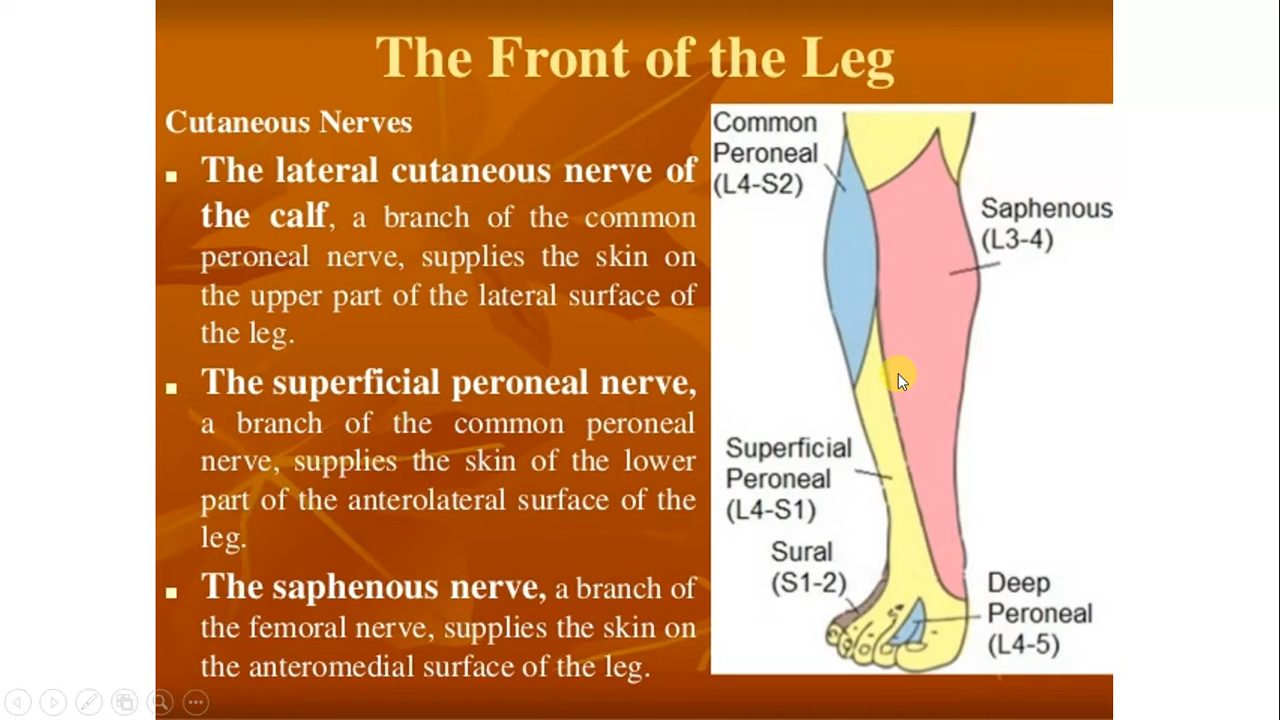 The Front of the Leg
Cutaneous Nerves
The lateral cutaneous nerve of
the calf, a branch of the common
peroneal nerve, supplies the skin on
the upper part of the lateral surface of
the leg.
The superficial peroneal nerve,
a branch of the common peroneal
nerve, supplies the skin of the lower
part of the anterolateral surface of the
leg.
The saphenous nerve, a branch of
the femoral nerve, supplies the skin on
the anteromedial surface of the leg.
Common
Peroneal
(L4-S2)
Saphenous
(L3-4)
Superficial
Peroneal
(L4-S1)
Sural
(S1-2)
Deep
Peroneal
(L4-5)